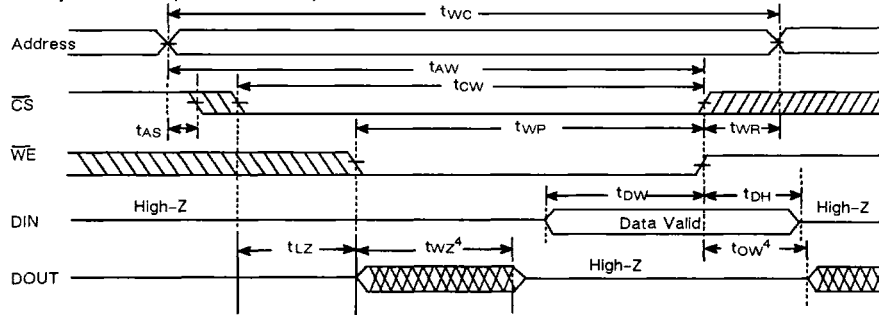 tWC
Address
tAW
tCW
CS
tAS
tWP
tWR
WE
tDW
tDH
High-Z
High-Z
DIN
Data Valid
tLZ
tWZ4
tOW4
High-Z
DOUT